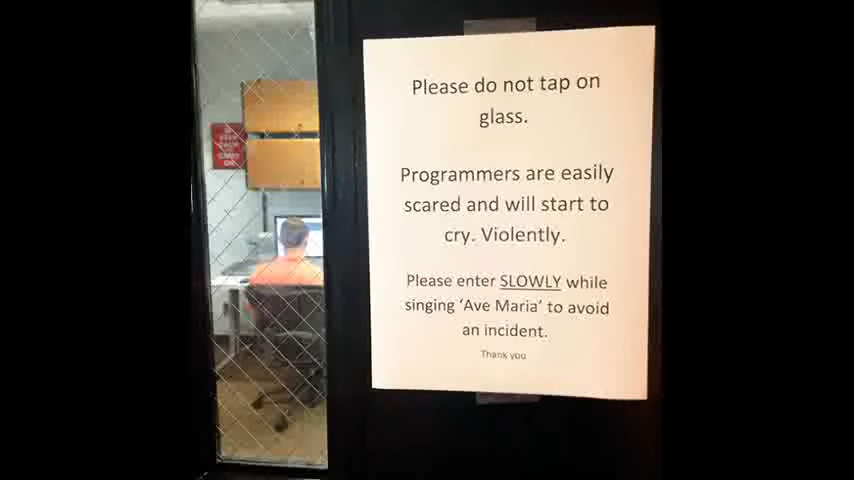 Please do not tap on
glass.
Programmers are easily
scared and will start to
cry. Violently.
Please enter SLOWLY while
singing ‘Ave Maria’ to avoid
an incident.
Thank you